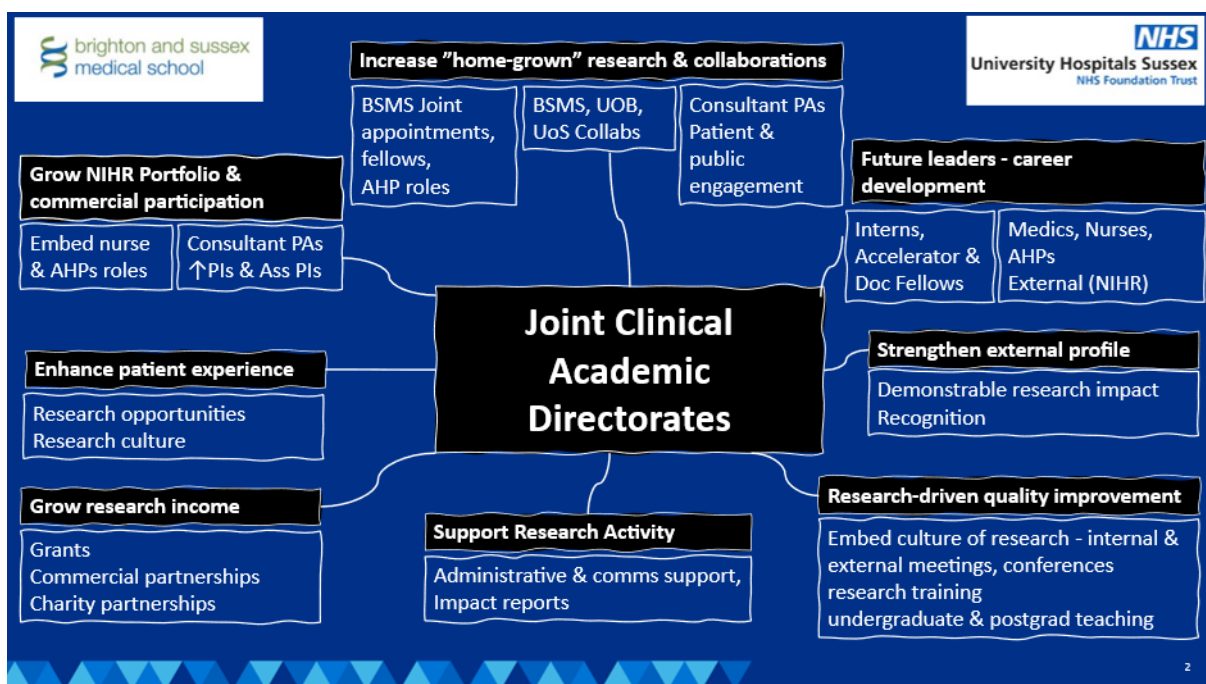 brighton and sussex
medical school
NHS
University Hospitals Sussex
NHS Foundation Trust
Increase ”home-grown” research & collaborations
BSMS Joint
appointments,
fellows,
AHP roles
BSMS, UOB,
UoS Collabs
Consultant PAs
Patient &
public
engagement
Grow NIHR Portfolio &
commercial participation
Embed nurse
& AHPs roles
Consultant PAs
↑PIs & Ass PIs
Future leaders - career
development
Interns,
Accelerator &
Doc Fellows
Medics, Nurses,
AHPs
External (NIHR)
Joint Clinical
Academic
Directorates
Enhance patient experience
Research opportunities
Research culture
Strengthen external profile
Demonstrable research impact
Recognition
Grow research income
Grants
Commercial partnerships
Charity partnerships
Support Research Activity
Administrative & comms support,
Impact reports
Research-driven quality improvement
Embed culture of research - internal &
external meetings, conferences
research training
undergraduate & postgrad teaching
2